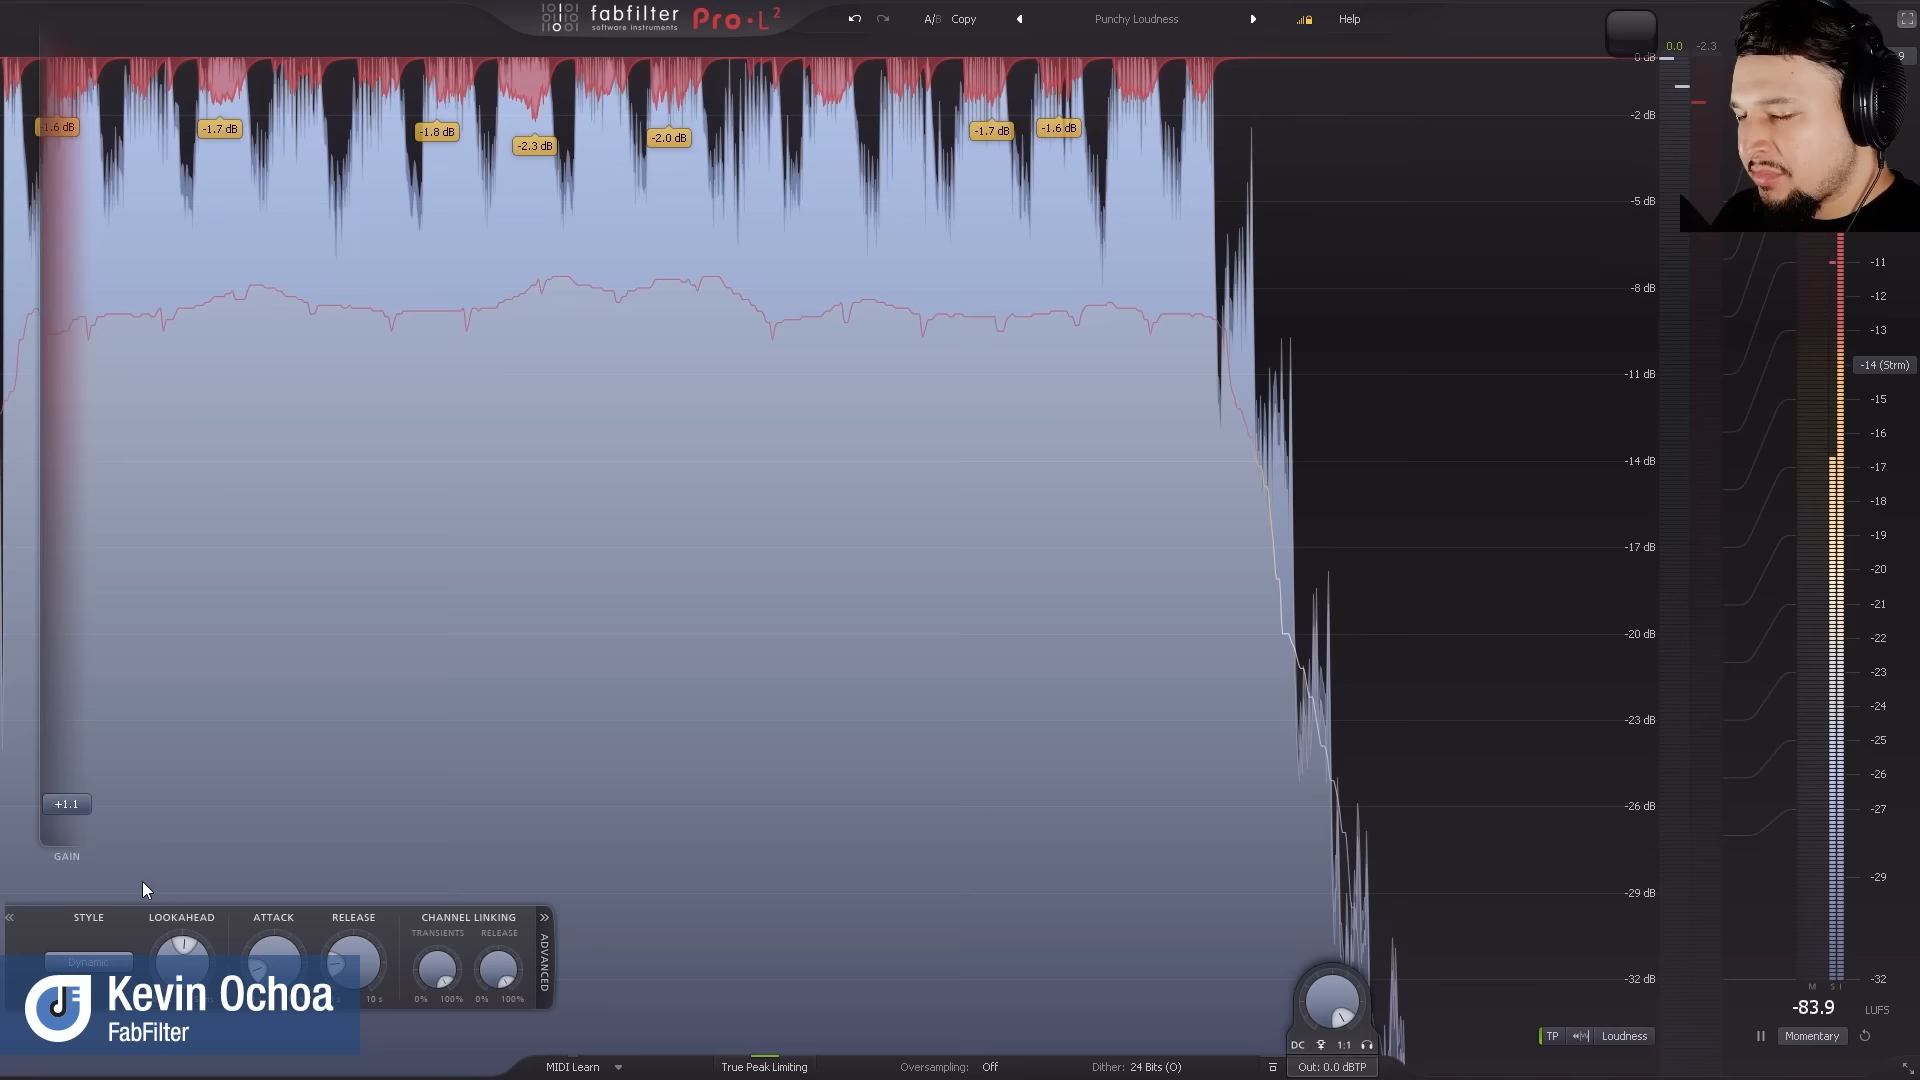 fabfilter
software instruments
Pro·L²
A/B
Copy
Punchy Loudness
Help
0.0
-2.3
9
0 dB
-2 dB
-5 dB
-8 dB
-11 dB
-14 dB
-17 dB
-20 dB
-23 dB
-26 dB
-29 dB
-32 dB
-1.6 dB
-1.7 dB
-1.8 dB
-2.3 dB
-2.0 dB
-1.7 dB
-1.6 dB
-11
-12
-13
-14 (Strm)
-15
-16
-17
-18
-19
-20
-21
-22
-23
-24
-25
-26
-27
-29
-32
+1.1
GAIN
STYLE
LOOKAHEAD
ATTACK
RELEASE
CHANNEL LINKING
TRANSIENTS
RELEASE
Dynamic
10 s
0%
100%
0%
100%
ADVANCED
Kevin Ochoa
FabFilter
M
S
I
-83.9
LUFS
TP
Loudness
Momentary
DC
1:1
MIDI Learn
True Peak Limiting
Oversampling: Off
Dither: 24 Bits (O)
Out: 0.0 dBTP